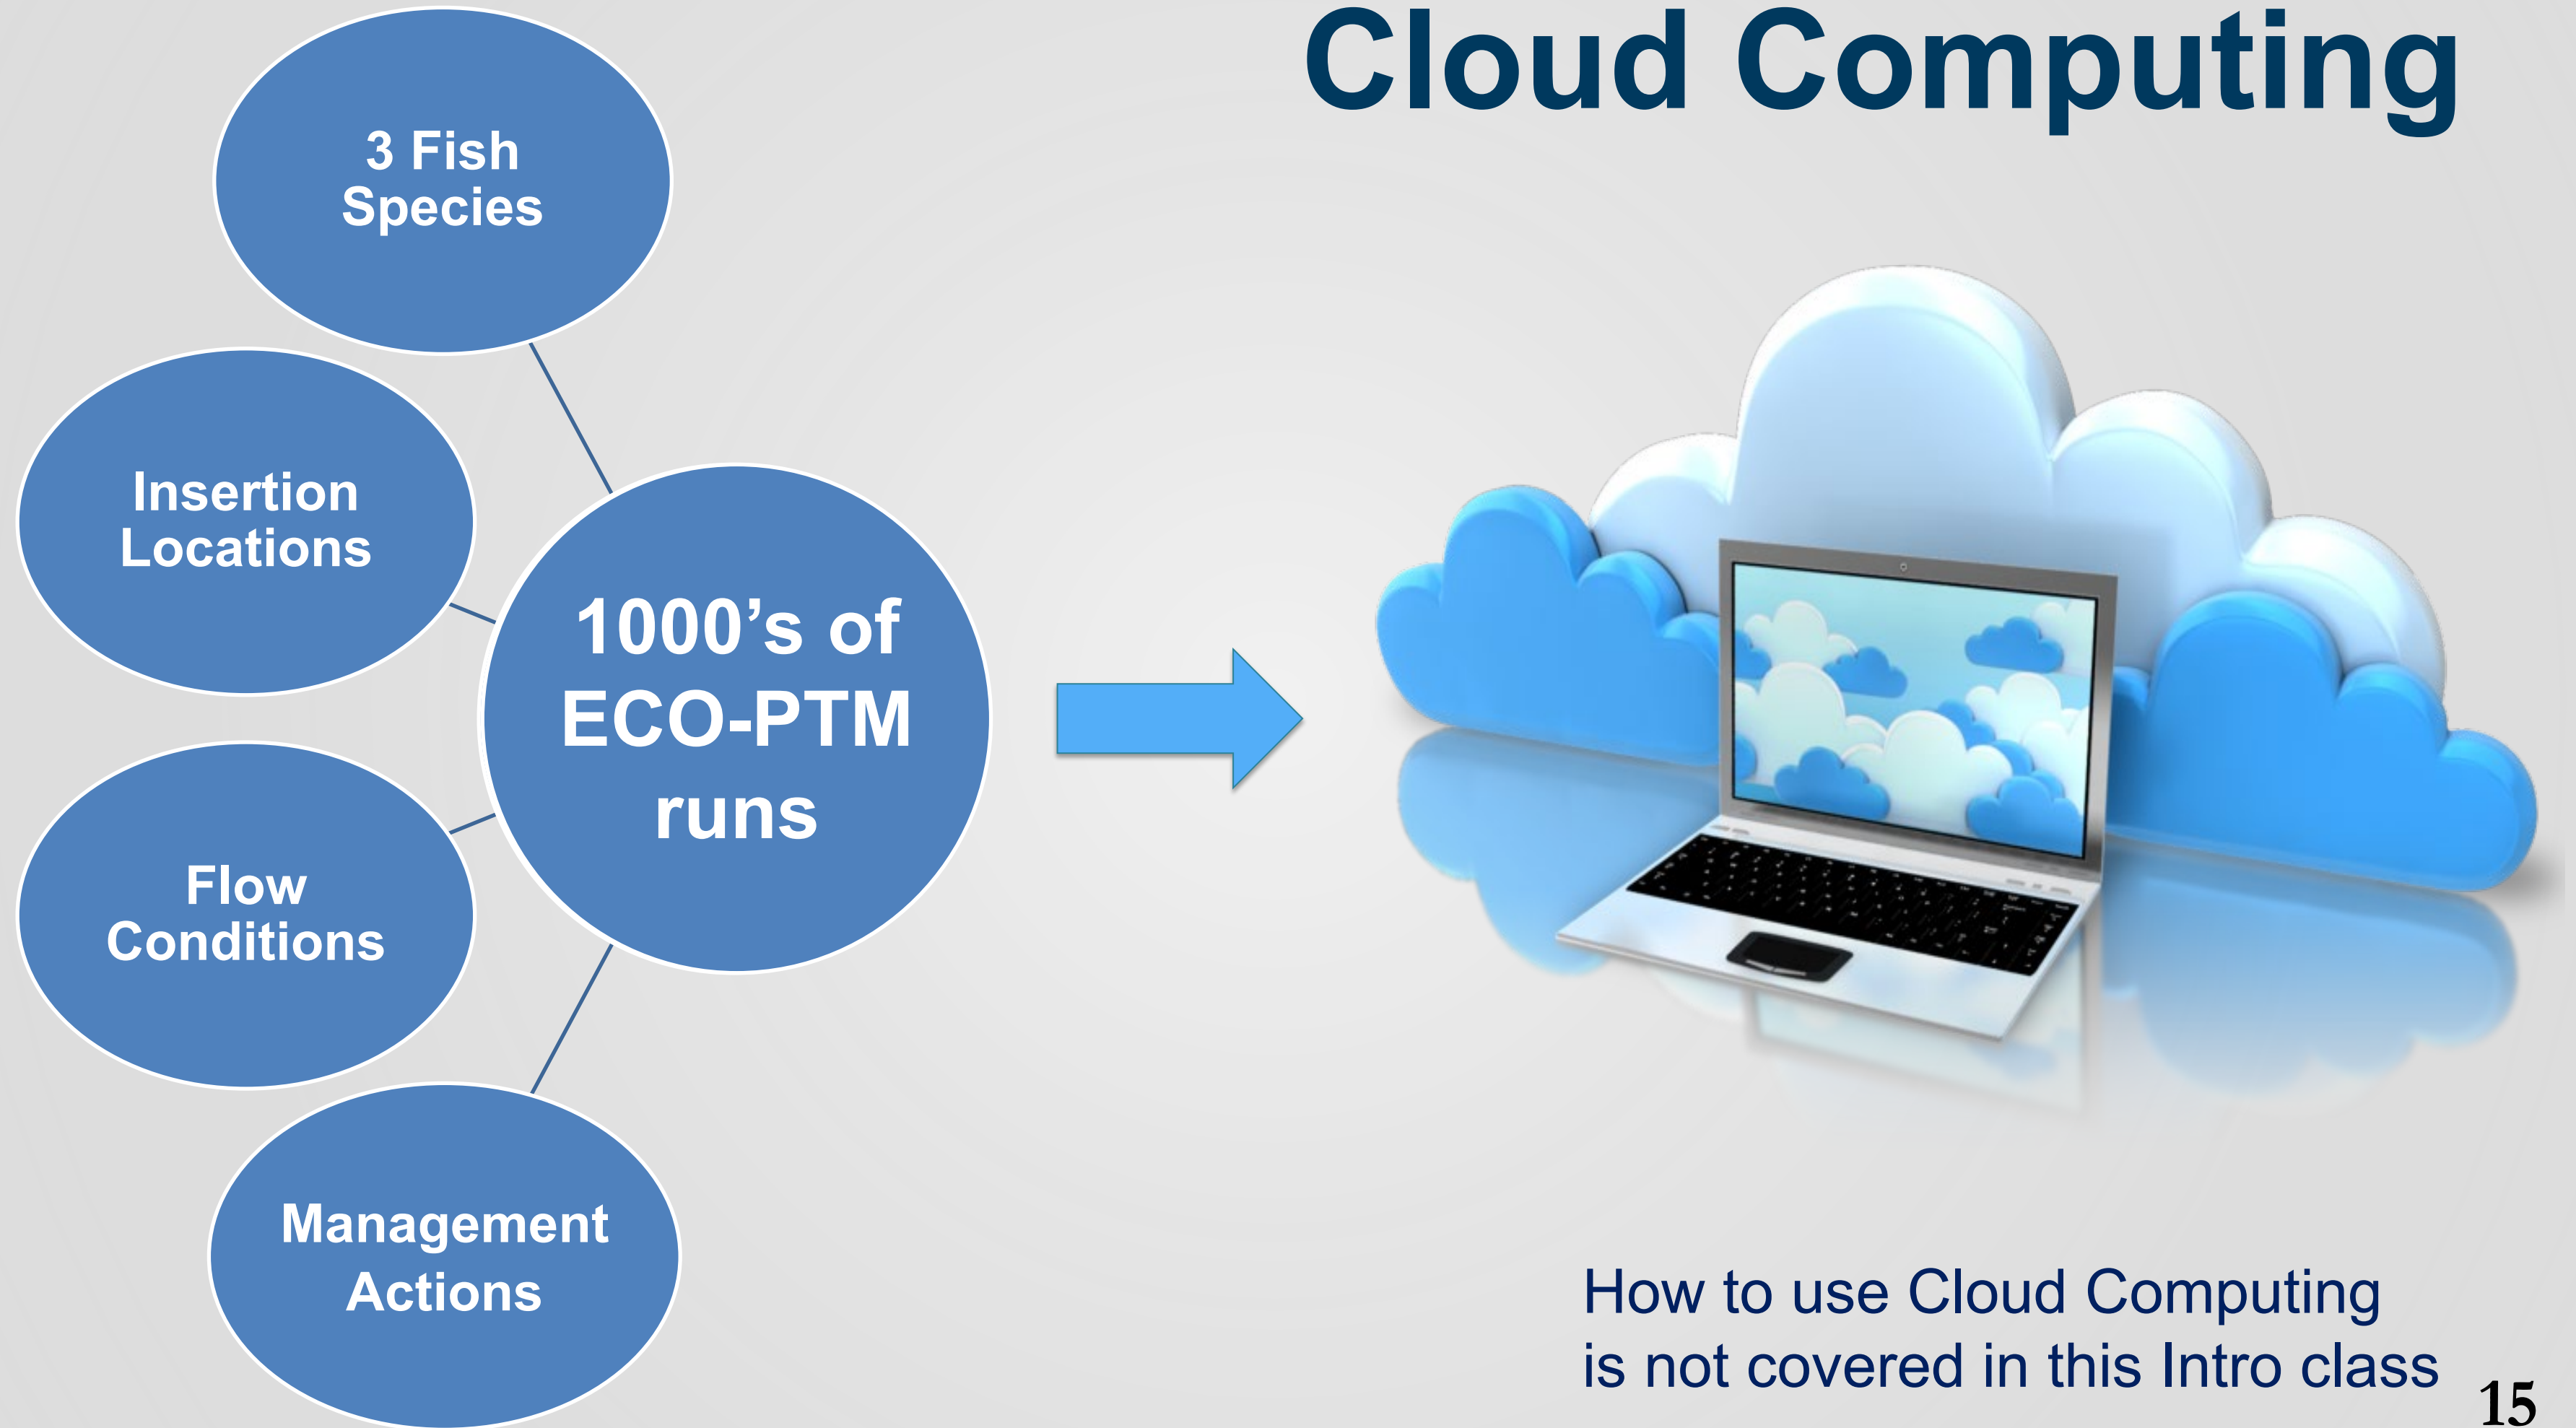 Cloud Computing
3 Fish
Species
Insertion
Locations
Flow
Conditions
Management
Actions
1000’s of
ECO-PTM
runs
How to use Cloud Computing
is not covered in this Intro class
15